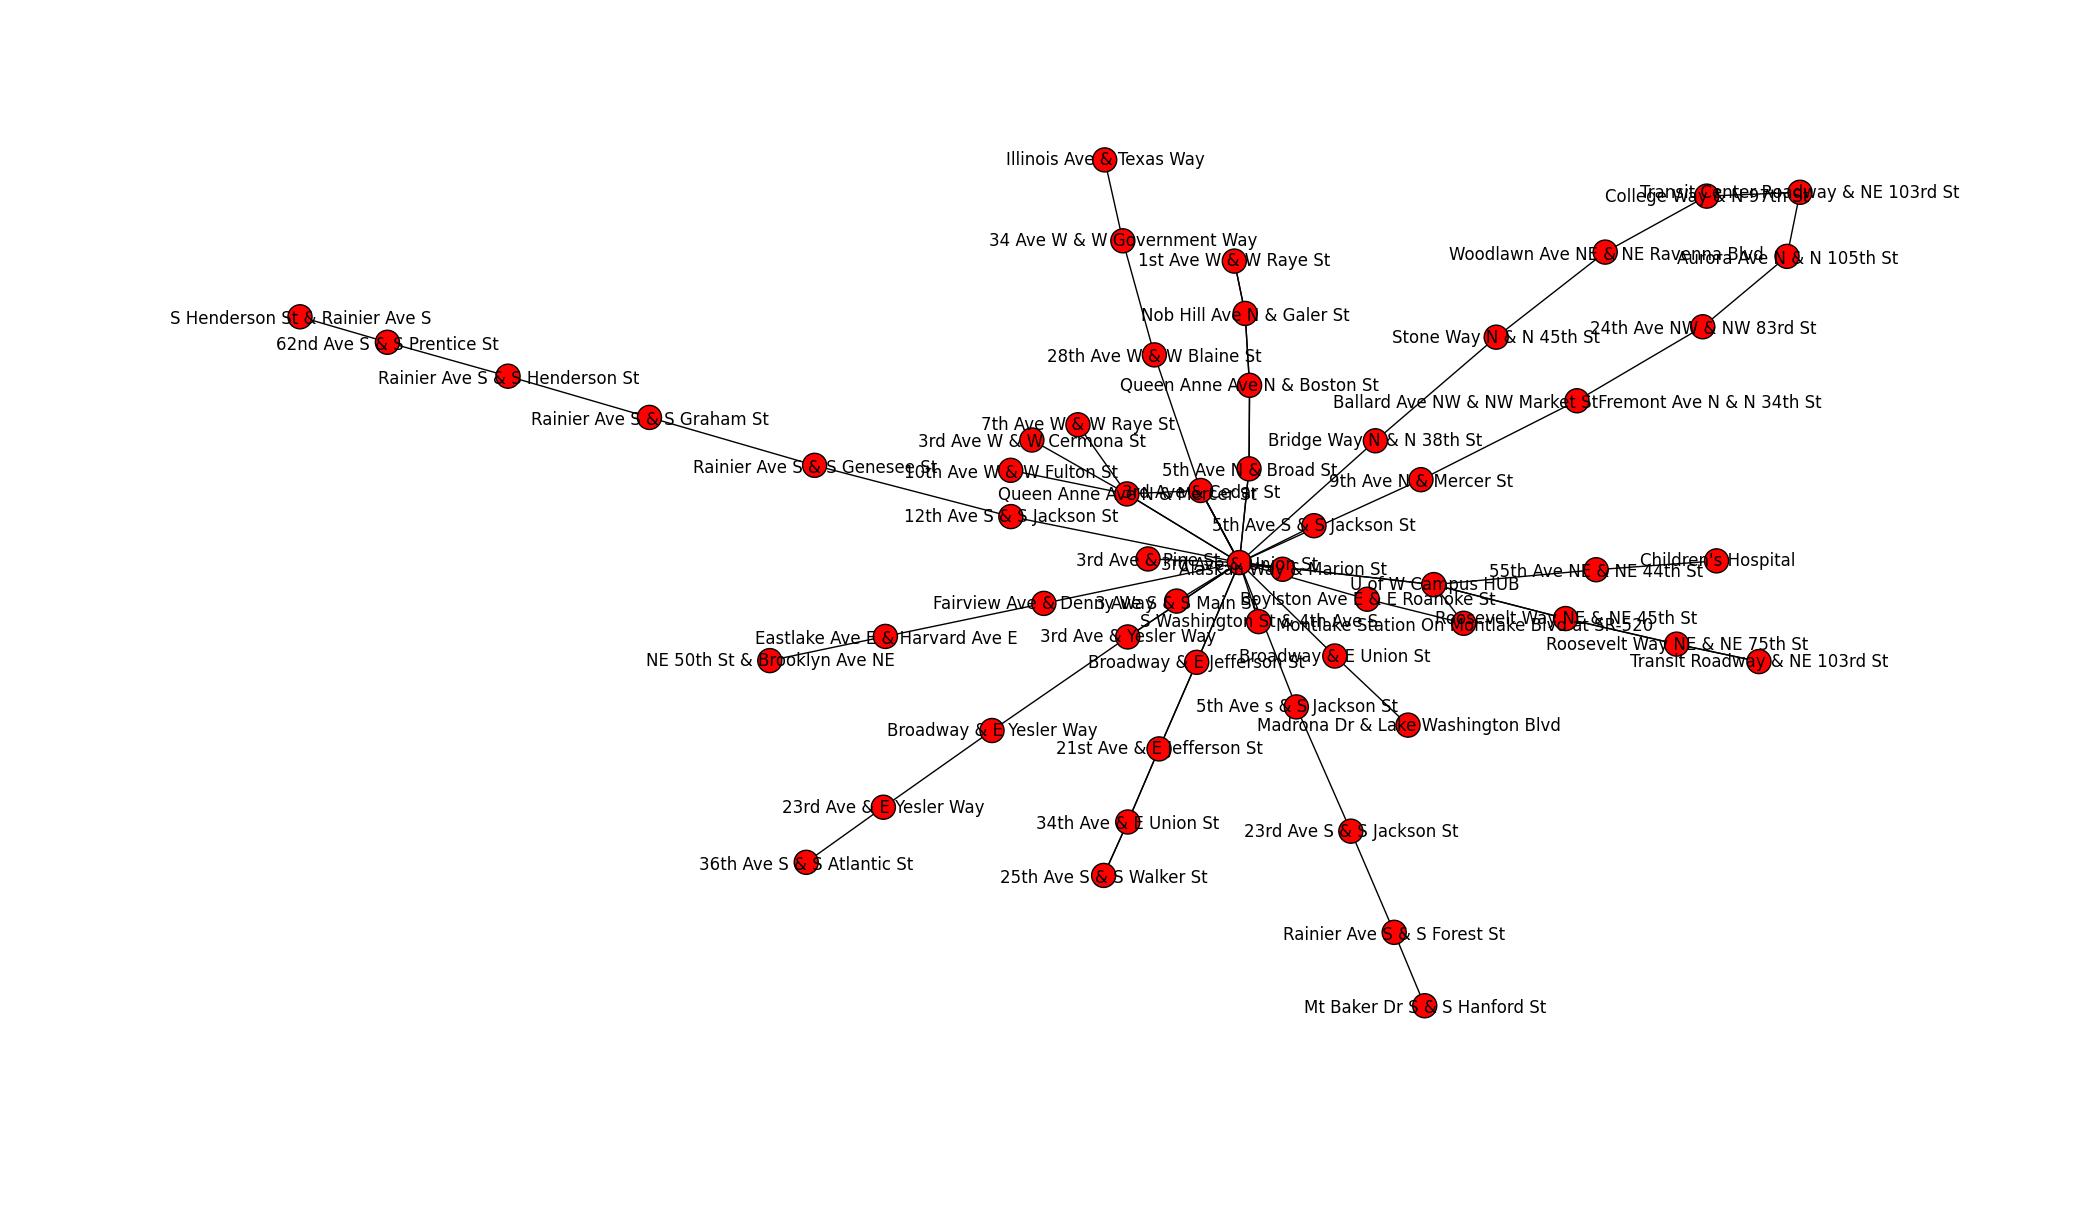 Illinois Ave & Texas Way
College Way & N 97th St
Transit Center Roadway & NE 103rd St
34 Ave W & W Government Way
1st Ave W & W Raye St
Woodlawn Ave NE & NE Ravenna Blvd
Aurora Ave N & N 105th St
S Henderson St & Rainier Ave S
Nob Hill Ave N & Galer St
62nd Ave S & S Prentice St
Stone Way N & N 45th St
24th Ave NW & NW 83rd St
28th Ave W & W Blaine St
Rainier Ave S & S Henderson St
Queen Anne Ave N & Boston St
Ballard Ave NW & NW Market St Fremont Ave N & N 34th St
Rainier Ave S & S Graham St
7th Ave W & W Raye St
3rd Ave W & W Cermona St
Bridge Way N & N 38th St
Rainier Ave S & S Genesee St
10th Ave W & W Fulton St
5th Ave N & Broad St
9th Ave N & Mercer St
Queen Anne Ave N & Mercer St
3rd Ave & Cedar St
12th Ave S & S Jackson St
5th Ave S & S Jackson St
3rd Ave & Pine St
3rd Ave & Union St
Alaskan Way & Marion St
55th Ave NE & NE 44th St
Children's Hospital
U of W Campus HUB
Fairview Ave & Denny Way
3 Ave S & S Main St
Boylston Ave E & E Roanoke St
S Washington St & 4th Ave S
Montlake Station On Montlake Blvd at SR-520
Roosevelt Way NE & NE 45th St
Eastlake Ave E & Harvard Ave E
3rd Ave & Yesler Way
Roosevelt Way NE & NE 75th St
NE 50th St & Brooklyn Ave NE
Broadway & E Jefferson St
Broadway & E Union St
Transit Roadway & NE 103rd St
5th Ave s & S Jackson St
Madrona Dr & Lake Washington Blvd
Broadway & E Yesler Way
21st Ave & E Jefferson St
23rd Ave & E Yesler Way
34th Ave & E Union St
23rd Ave S & S Jackson St
36th Ave S & S Atlantic St
25th Ave S & S Walker St
Rainier Ave S & S Forest St
Mt Baker Dr S & S Hanford St